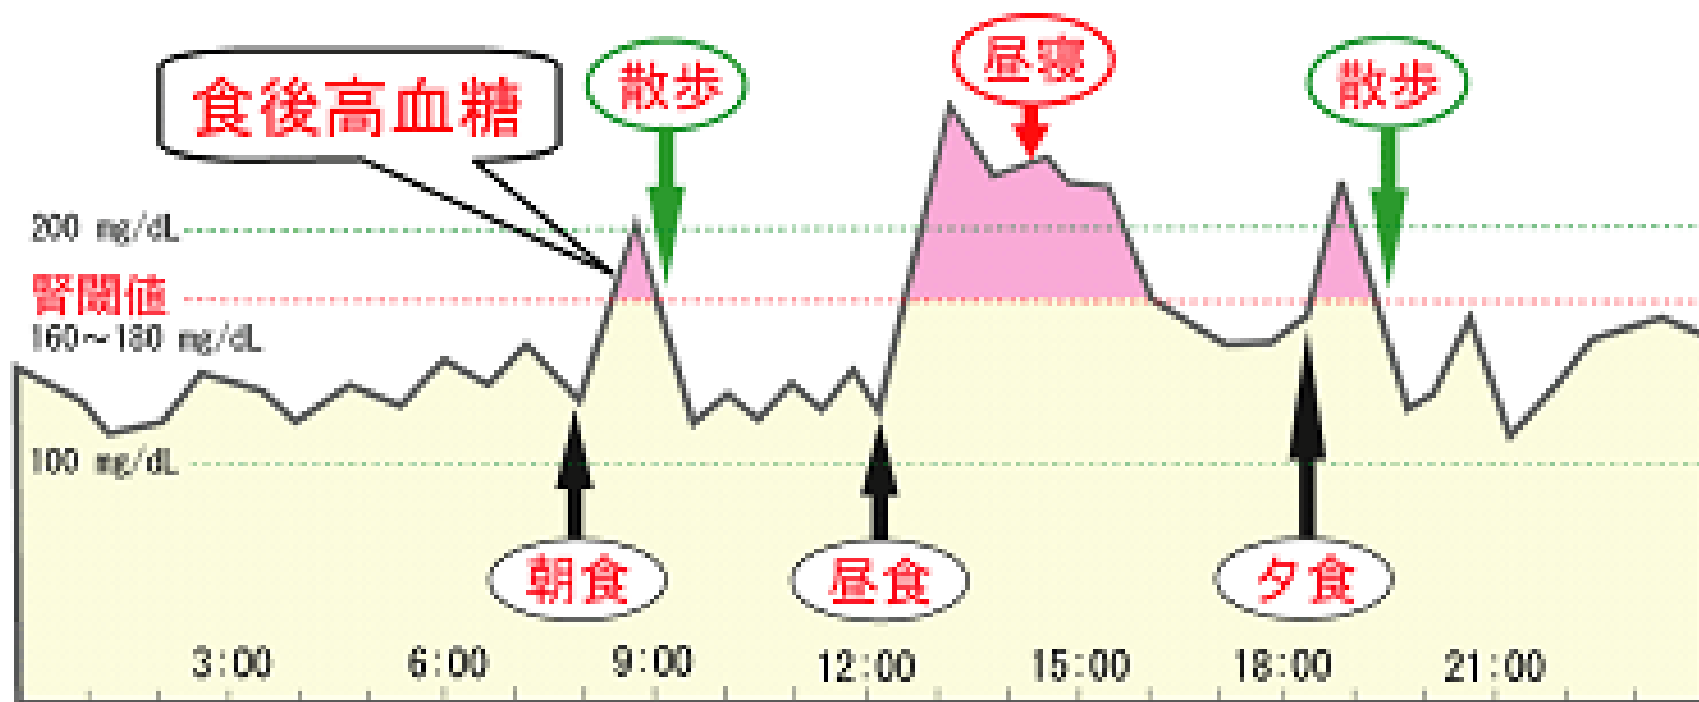 昼寝
食後高血糖
散歩
散歩
200 mg/dL
腎閾値
160～180 mg/dL
100 mg/dL
朝食
昼食
夕食
3:00
6:00
9:00
12:00
15:00
18:00
21:00